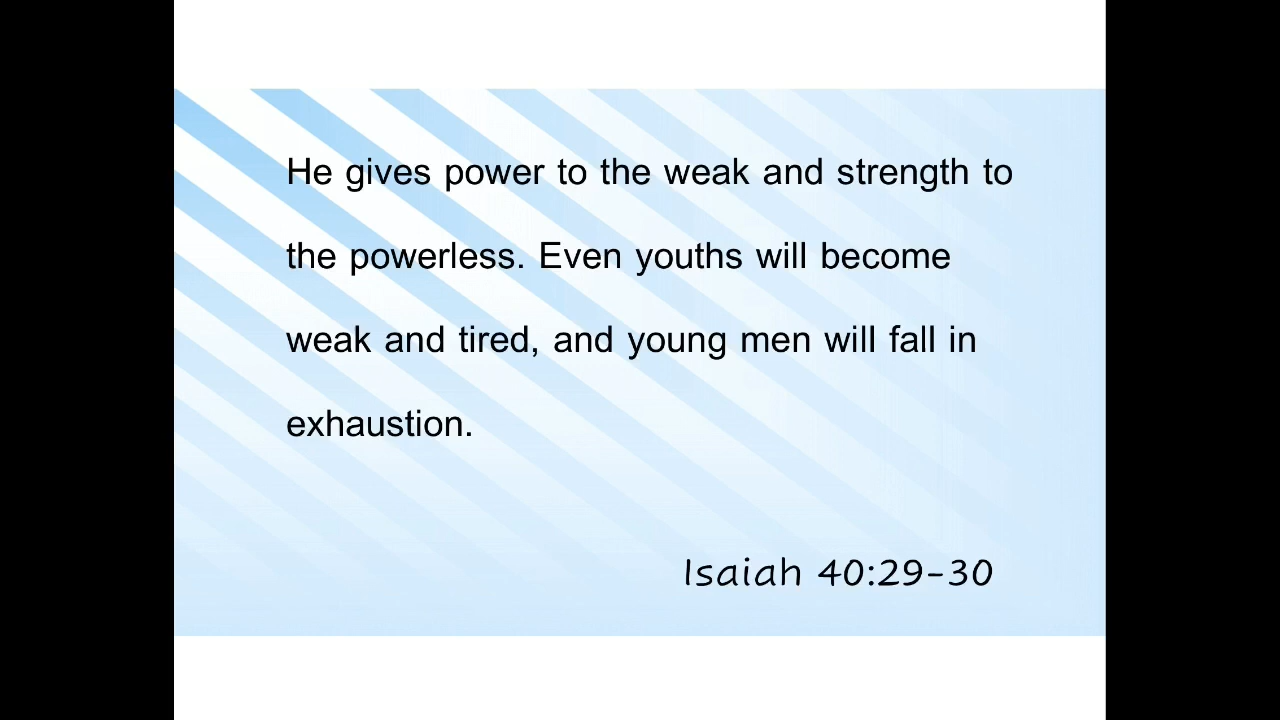 He gives power to the weak and strength to
the powerless. Even youths will become
weak and tired, and young men will fall in
exhaustion.
Isaiah 40:29-30